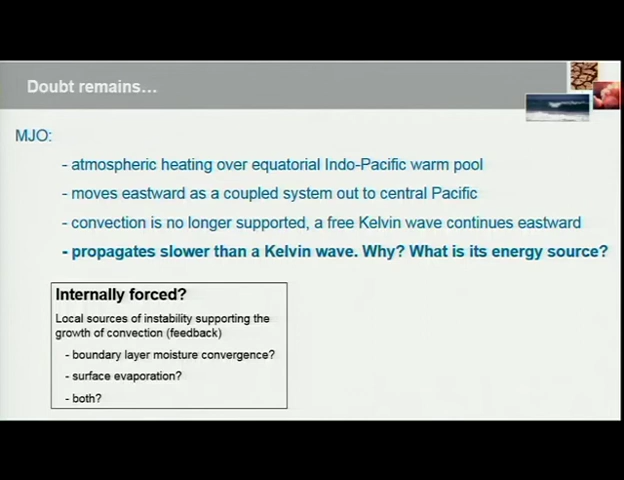 Doubt remains…
MJO:
- atmospheric heating over equatorial Indo-Pacific warm pool
- moves eastward as a coupled system out to central Pacific
- convection is no longer supported, a free Kelvin wave continues eastward
- propagates slower than a Kelvin wave. Why? What is its energy source?
Internally forced?
Local sources of instability supporting the
growth of convection (feedback)
- boundary layer moisture convergence?
- surface evaporation?
- both?